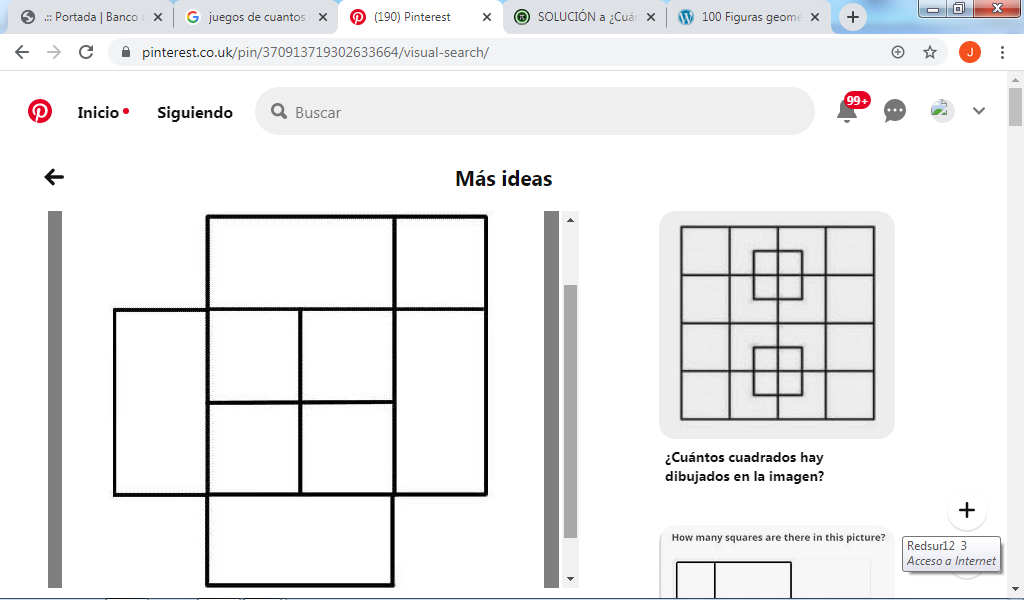 .:: Portada | Banco
juegos de cuantos
(190) Pinterest
SOLUCIÓN a ¿Cuá
100 Figuras geomé
pinterest.co.uk/pin/370913719302633664/visual-search/
J
Inicio
Siguiendo
Buscar
99+
Más ideas
¿Cuántos cuadrados hay
dibujados en la imagen?
How many squares are there in this picture?
Redsur12 3
Acceso a Internet